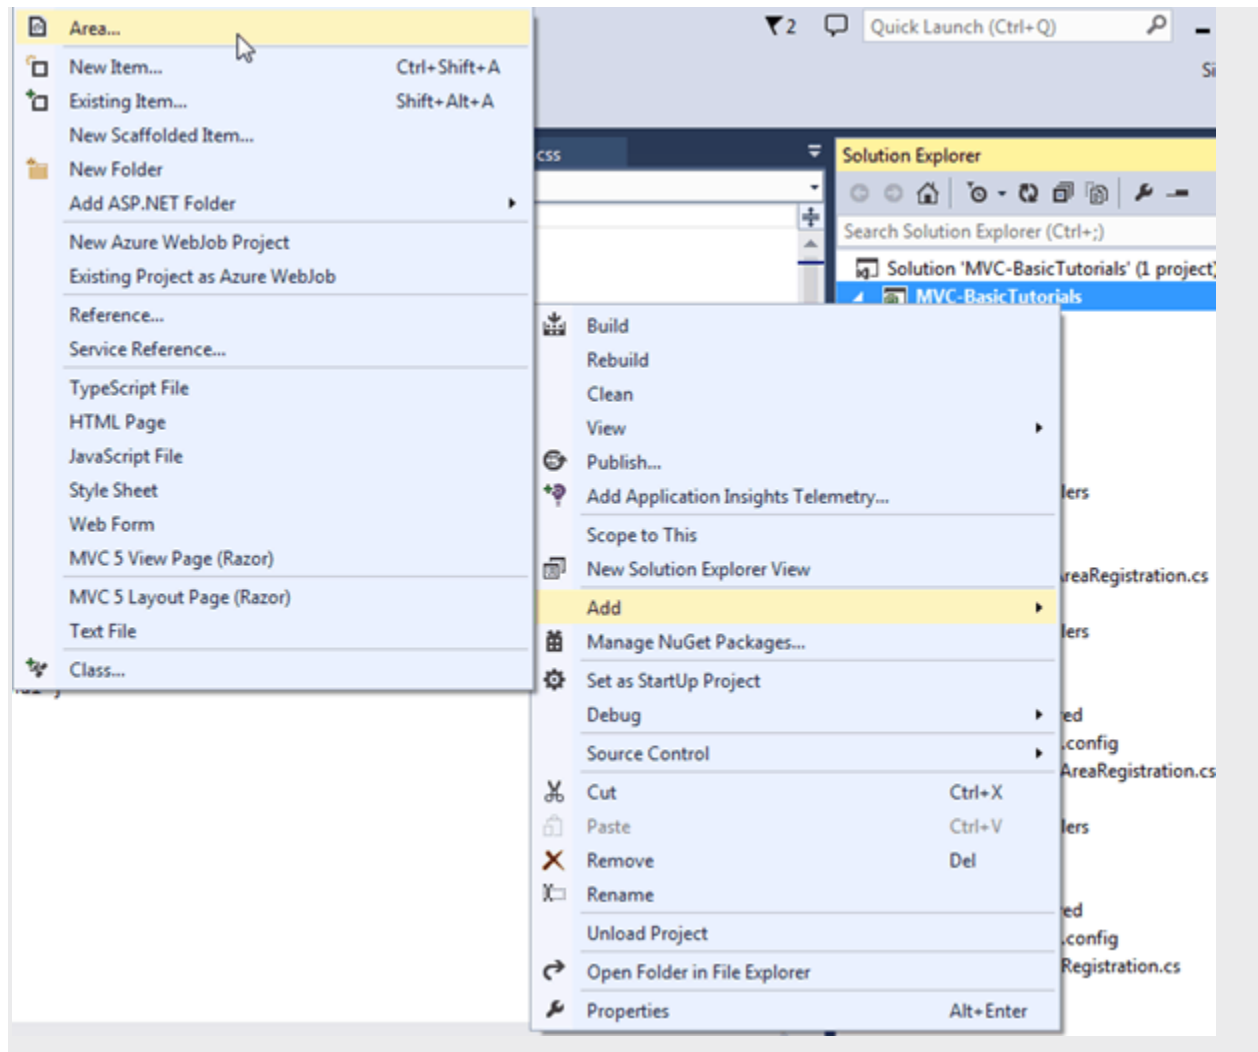 Area...
New Item... Ctrl+Shift+A
Existing Item... Shift+Alt+A
New Scaffolded Item...
New Folder
Add ASP.NET Folder
New Azure WebJob Project
Existing Project as Azure WebJob
Reference...
Service Reference...
TypeScript File
HTML Page
JavaScript File
Style Sheet
Web Form
MVC 5 View Page (Razor)
MVC 5 Layout Page (Razor)
Text File
Class...
2
Quick Launch (Ctrl+Q)
Si
css
Solution Explorer
Search Solution Explorer (Ctrl+;)
Solution 'MVC-BasicTutorials' (1 project)
MVC-BasicTutorials
Build
Rebuild
Clean
View
Publish...
Add Application Insights Telemetry...
Scope to This
New Solution Explorer View
Add
Manage NuGet Packages...
Set as StartUp Project
Debug
Source Control
Cut Ctrl+X
Paste Ctrl+V
Remove Del
Rename
Unload Project
Open Folder in File Explorer
Properties Alt+Enter
lers
reaRegistration.cs
lers
ed
.config
AreaRegistration.cs
lers
ed
.config
Registration.cs